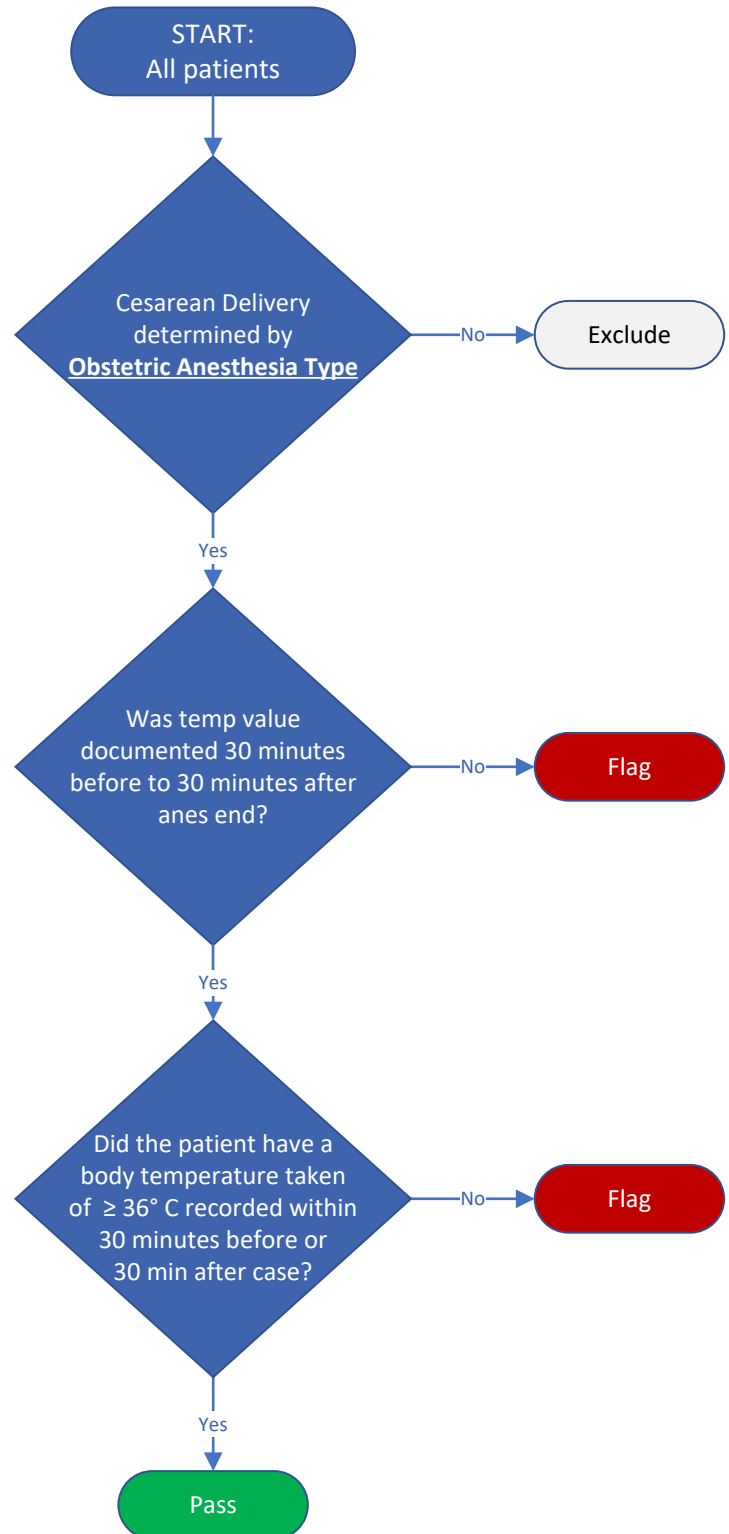 START:
All patients
Cesarean Delivery
determined by
Obstetric Anesthesia Type
No
Exclude
Yes
Was temp value
documented 30 minutes
before to 30 minutes after
anes end?
No
Flag
Yes
Did the patient have a
body temperature taken
of ≥ 36° C recorded within
30 minutes before or
30 min after case?
No
Flag
Yes
Pass